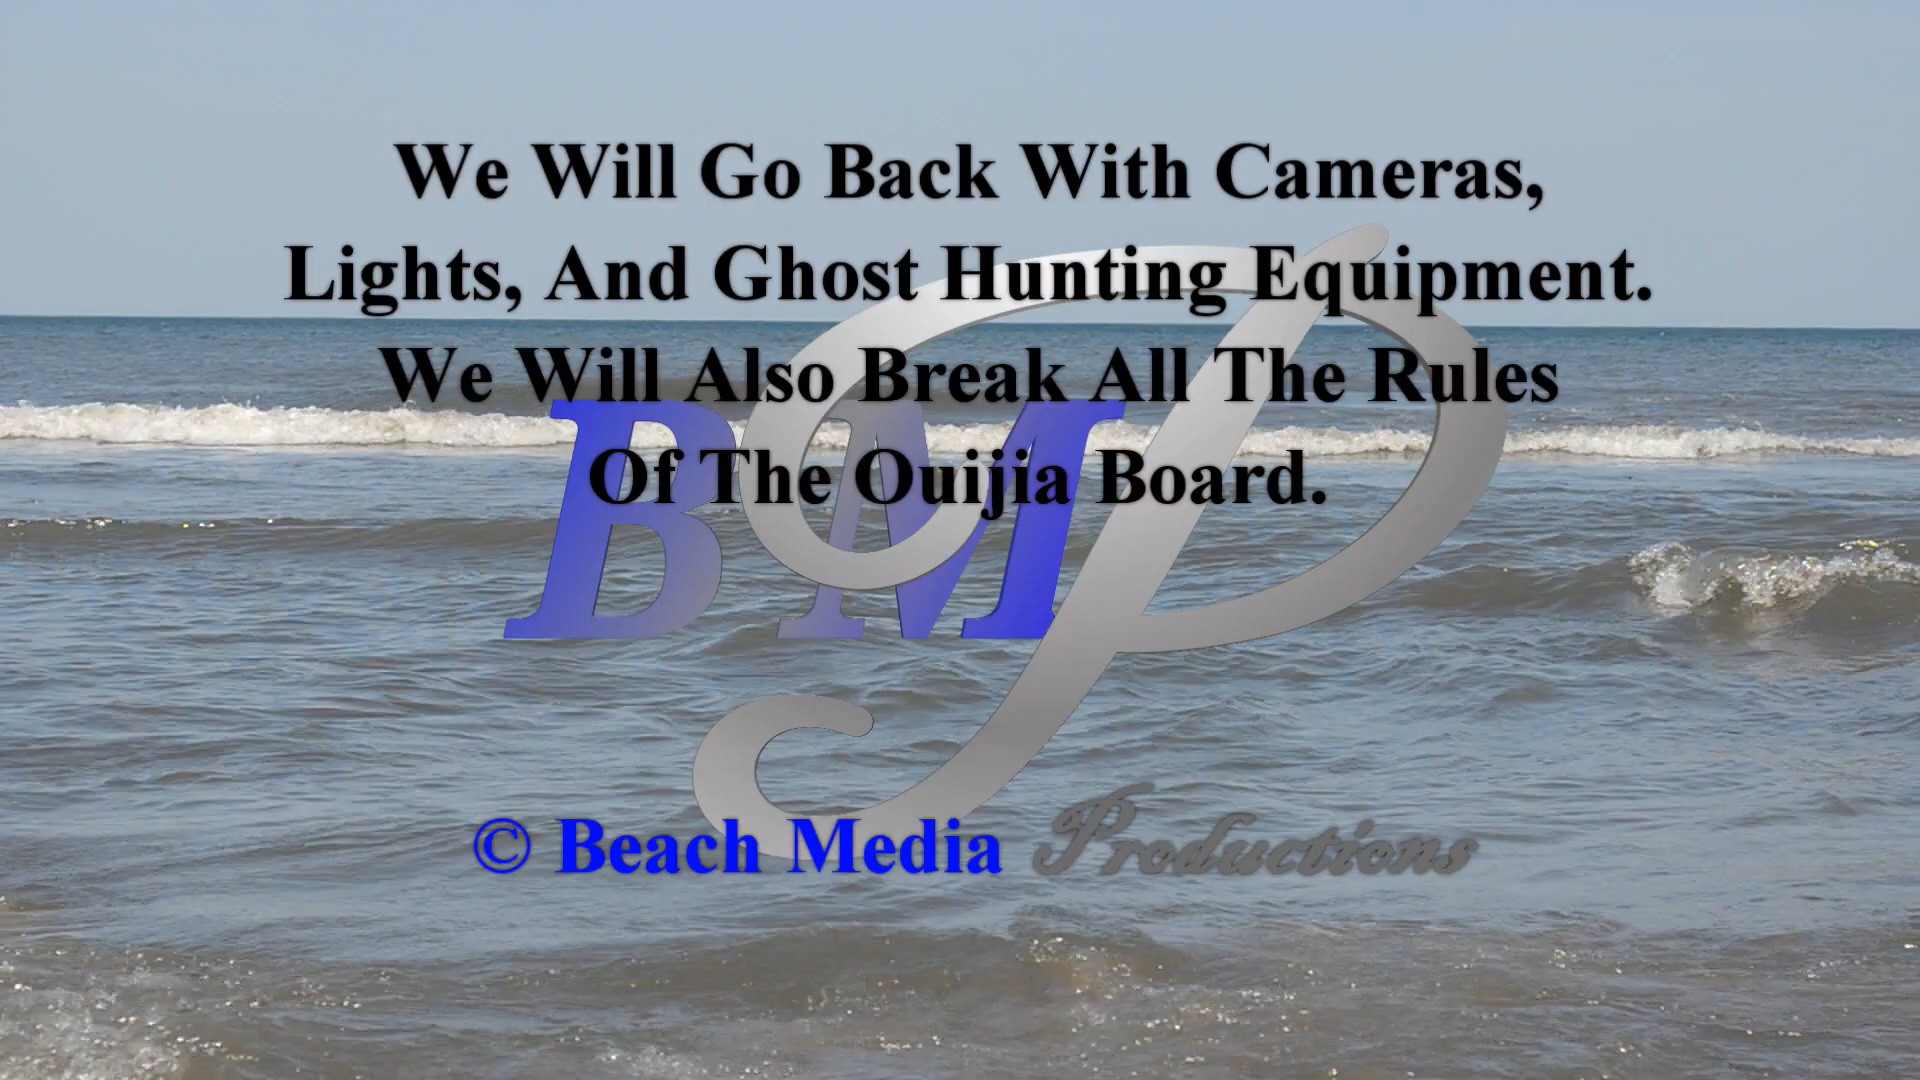 We Will Go Back With Cameras,
Lights, And Ghost Hunting Equipment.
We Will Also Break All The Rules
Of The Ouijia Board.
BMP
© Beach Media Productions